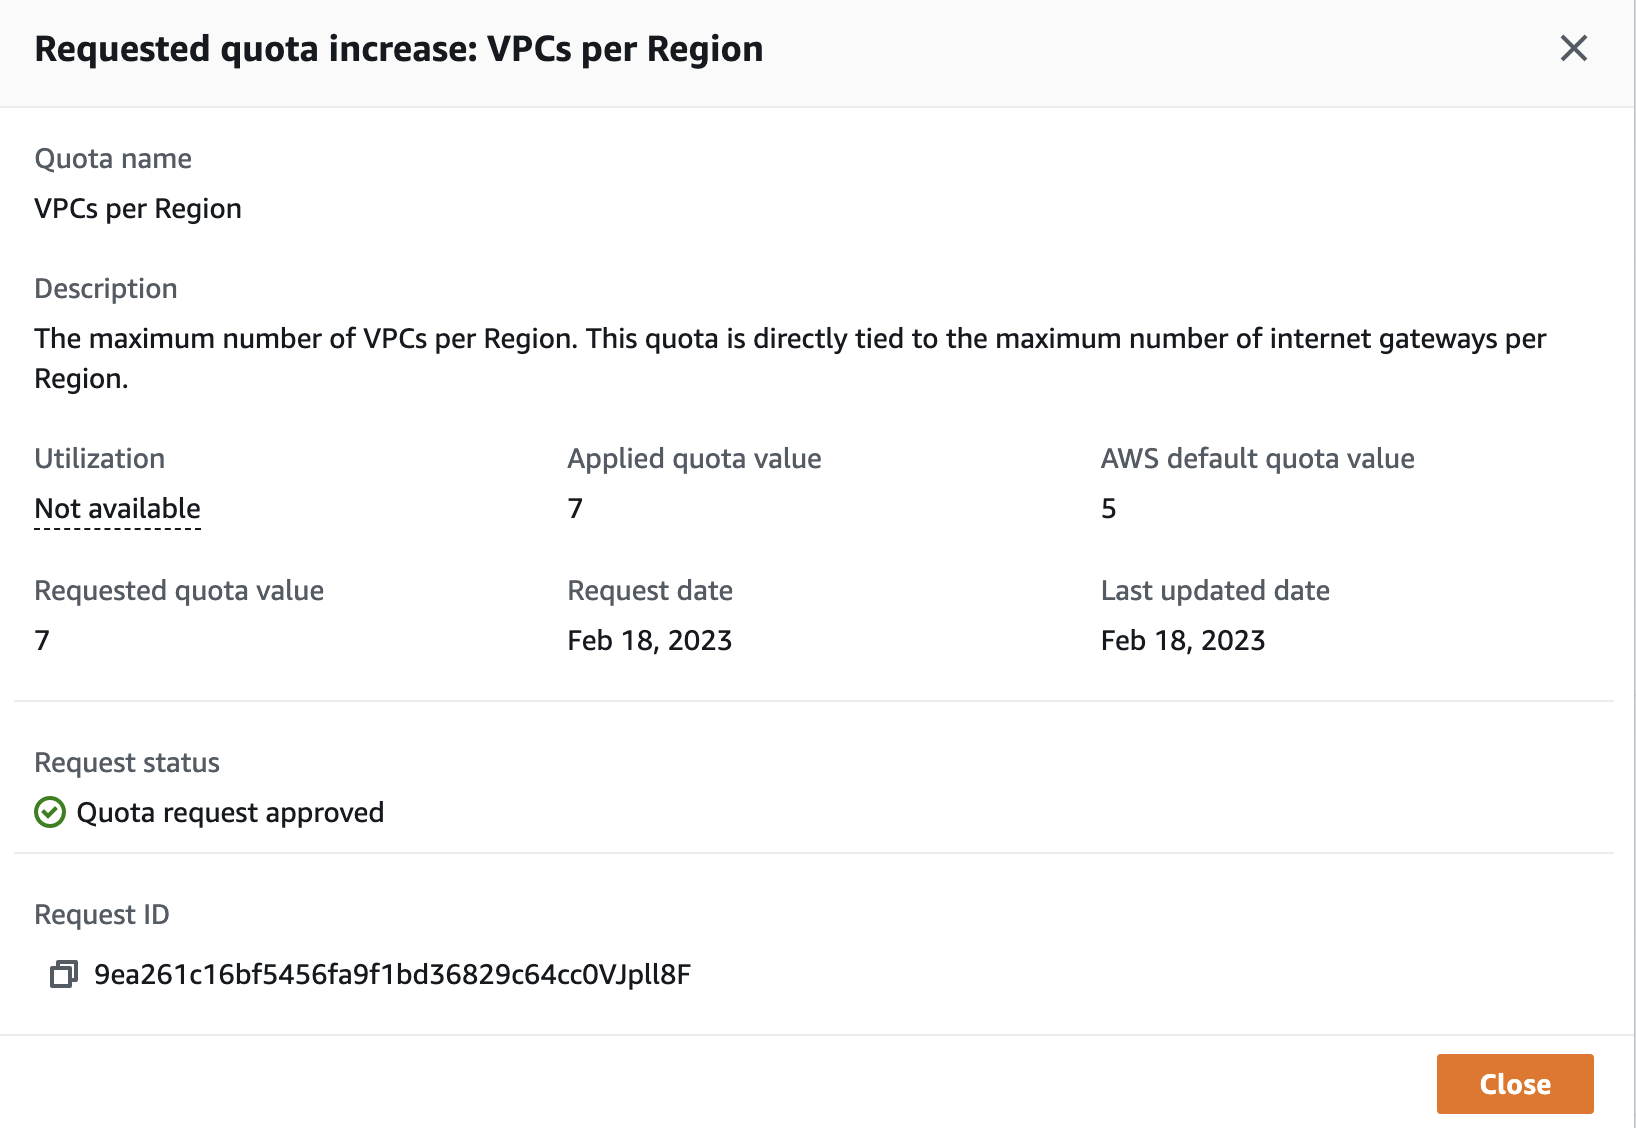 Requested quota increase: VPCs per Region
Quota name
VPCs per Region
Description
The maximum number of VPCs per Region. This quota is directly tied to the maximum number of internet gateways per
Region.
Utilization
Not available
Applied quota value
7
AWS default quota value
5
Requested quota value
7
Request date
Feb 18, 2023
Last updated date
Feb 18, 2023
Request status
Quota request approved
Request ID
9ea261c16bf5456fa9f1bd36829c64cc0VJpll8F
Close